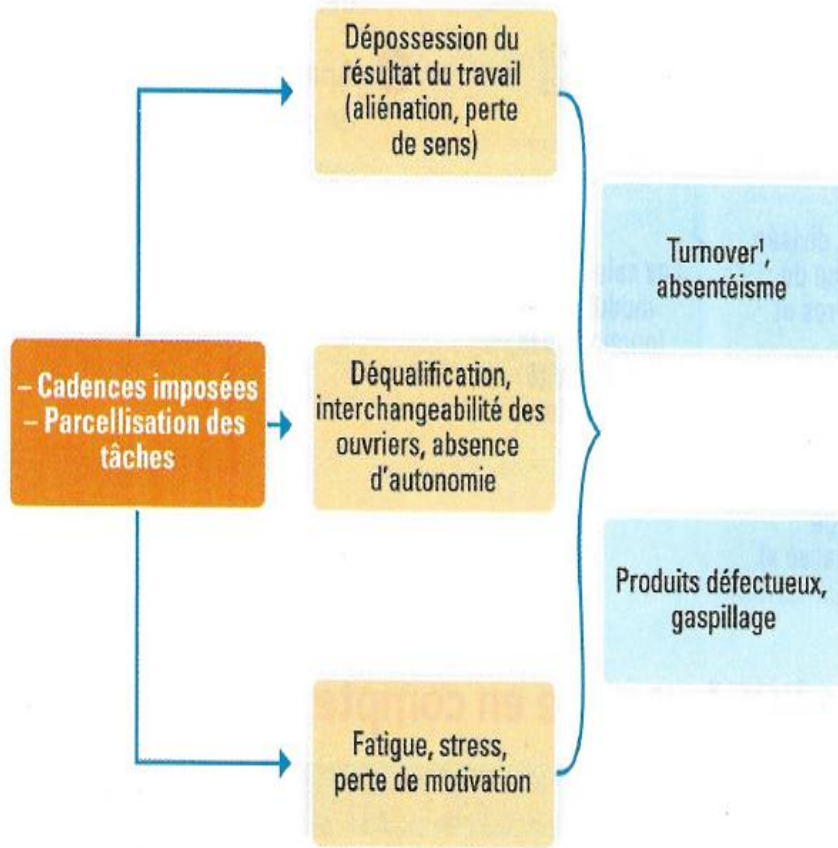 Dépossession du
résultat du travail
(aliénation, perte
de sens)
Turnover¹,
absentéisme
– Cadences imposées
– Parcellisation des
tâches
Déqualification,
interchangeabilité des
ouvriers, absence
d'autonomie
Produits défectueux,
gaspillage
Fatigue, stress,
perte de motivation